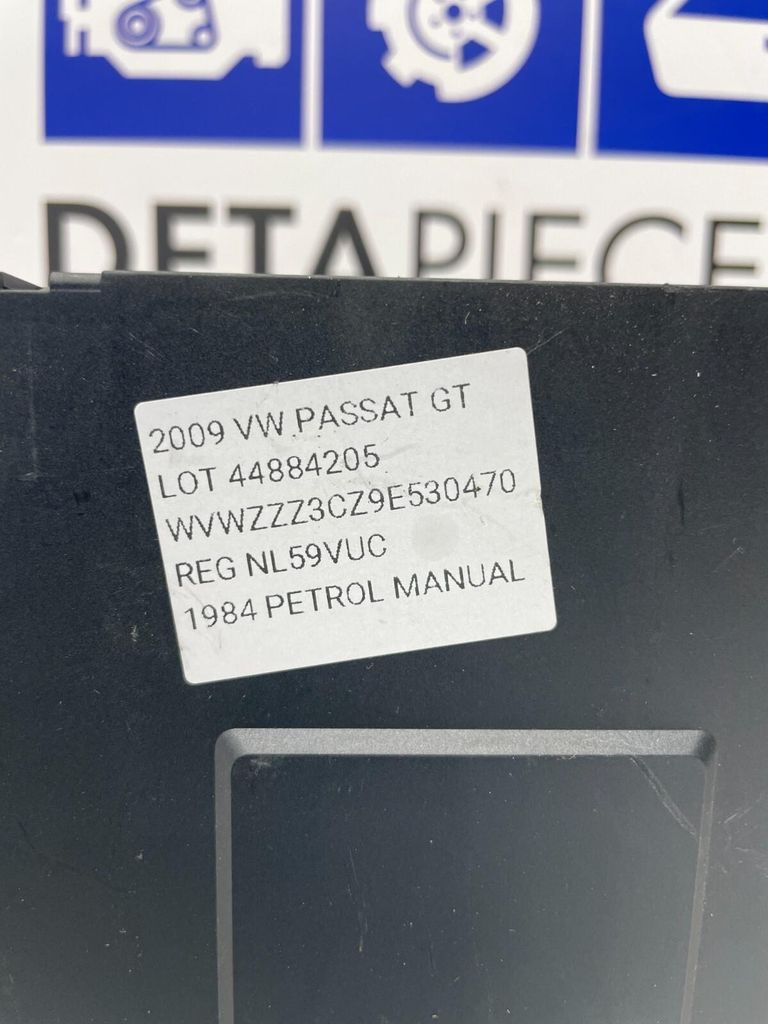 DETAPIECE
2009 VW PASSAT GT
LOT 44884205
WVWZZZ3CZ9E530470
REG NL59VUC
1984 PETROL MANUAL